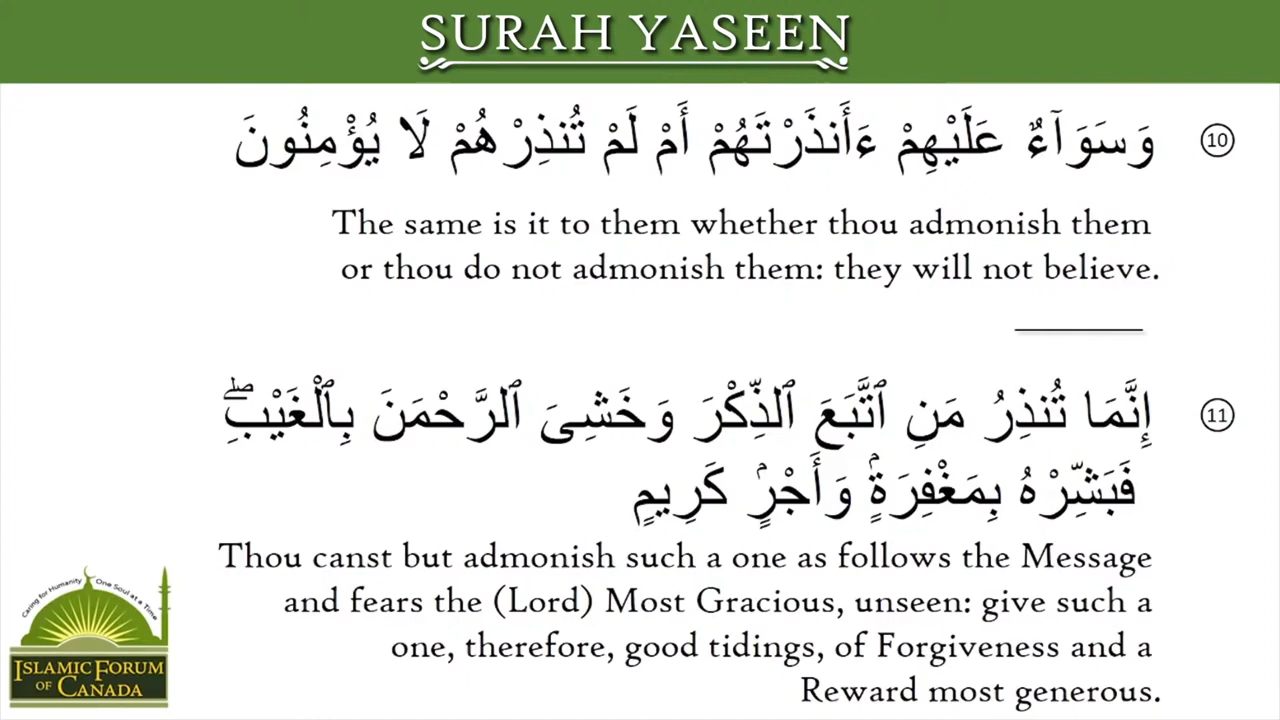 SURAH YASEEN
وَسَوَآءٌ عَلَيْهِمْ ءَأَنذَرْتَهُمْ أَمْ لَمْ تُنذِرْهُمْ لَا يُؤْمِنُونَ
10
The same is it to them whether thou admonish them
or thou do not admonish them: they will not believe.
إِنَّمَا تُنذِرُ مَنِ ٱتَّبَعَ ٱلذِّكْرَ وَخَشِىَ ٱلرَّحْمَنَ بِٱلْغَيْبِۖ
11
فَبَشِّرْهُ بِمَغْفِرَةٍۢ وَأَجْرٍۢ كَرِيمٍ
Thou canst but admonish such a one as follows the Message
and fears the (Lord) Most Gracious, unseen: give such a
one, therefore, good tidings, of Forgiveness and a
Reward most generous.
Caring for Humanity One Soul at a Time
ISLAMIC FORUM
OF CANADA